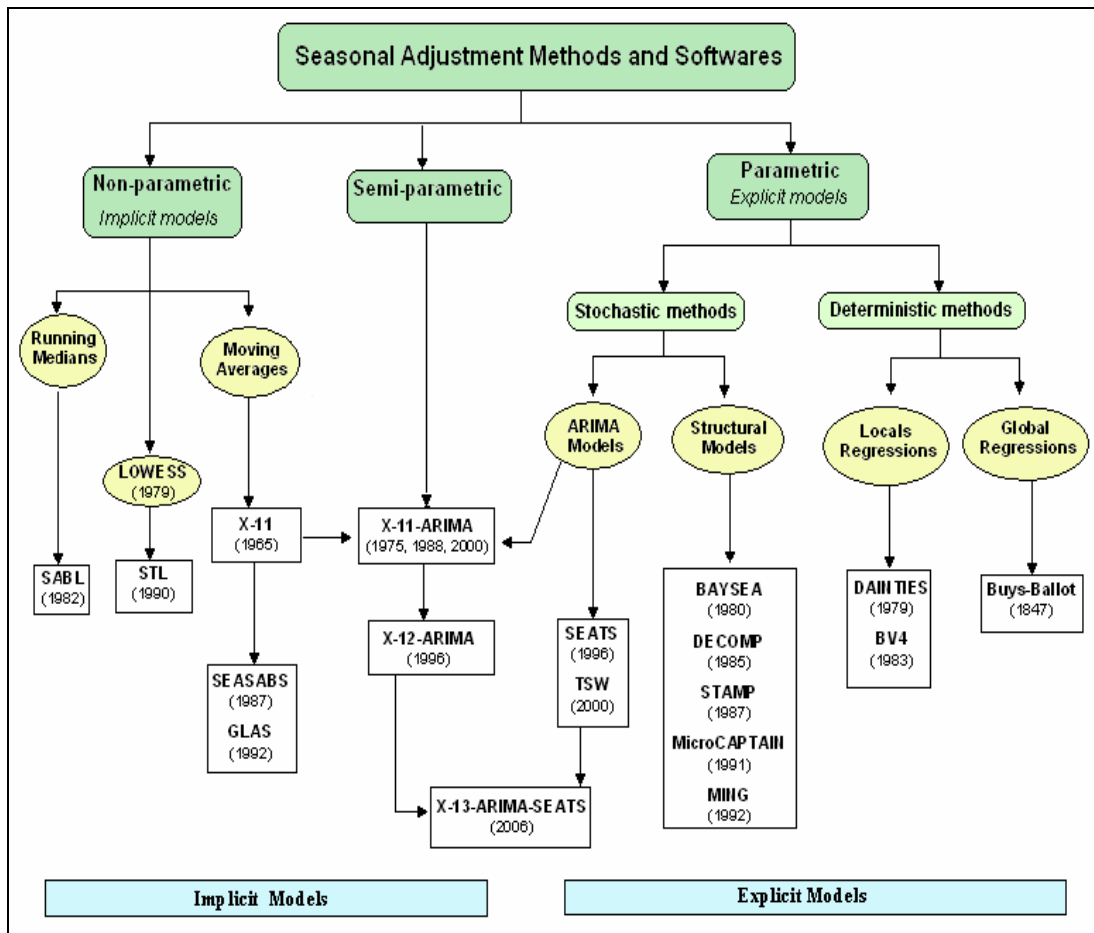 Seasonal Adjustment Methods and Softwares
Non-parametric
Implicit models
Semi-parametric
Parametric
Explicit models
Stochastic methods
Deterministic methods
Running
Medians
Moving
Averages
LOWESS
(1979)
ARIMA
Models
Structural
Models
Locals
Regressions
Global
Regressions
X-11
(1965)
X-11-ARIMA
(1975, 1988, 2000)
SABL
(1982)
STL
(1990)
X-12-ARIMA
(1996)
SEASABS
(1987)
GLAS
(1992)
SEATS
(1996)
TSW
(2000)
BAYSEA
(1980)
DECOMP
(1985)
STAMP
(1987)
MicroCAPTAIN
(1991)
MING
(1992)
DAINTIES
(1979)
BV4
(1983)
Buys-Ballot
(1847)
X-13-ARIMA-SEATS
(2006)
Implicit Models
Explicit Models